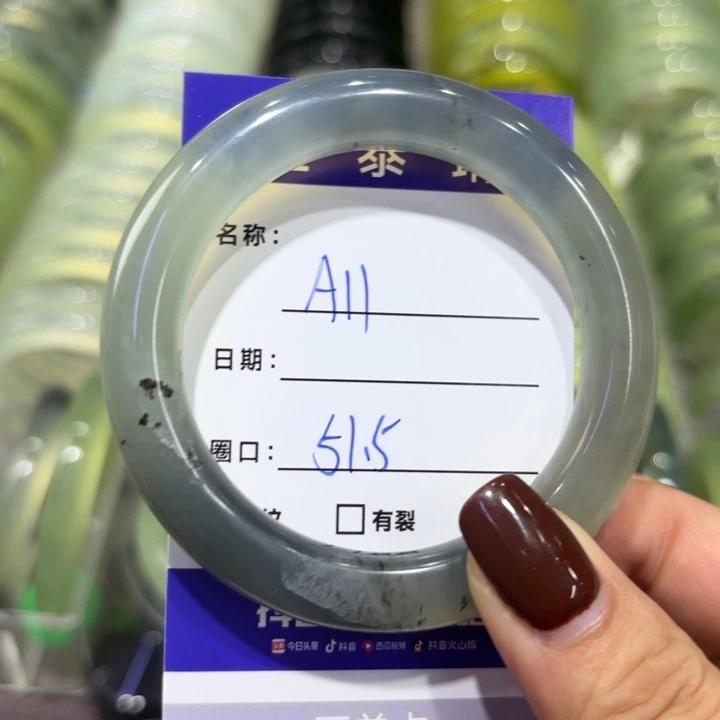 泰
名称:
A11
日期:
圈口: 51.5
有裂
今日头条 抖音 西瓜视频 抖音火山版